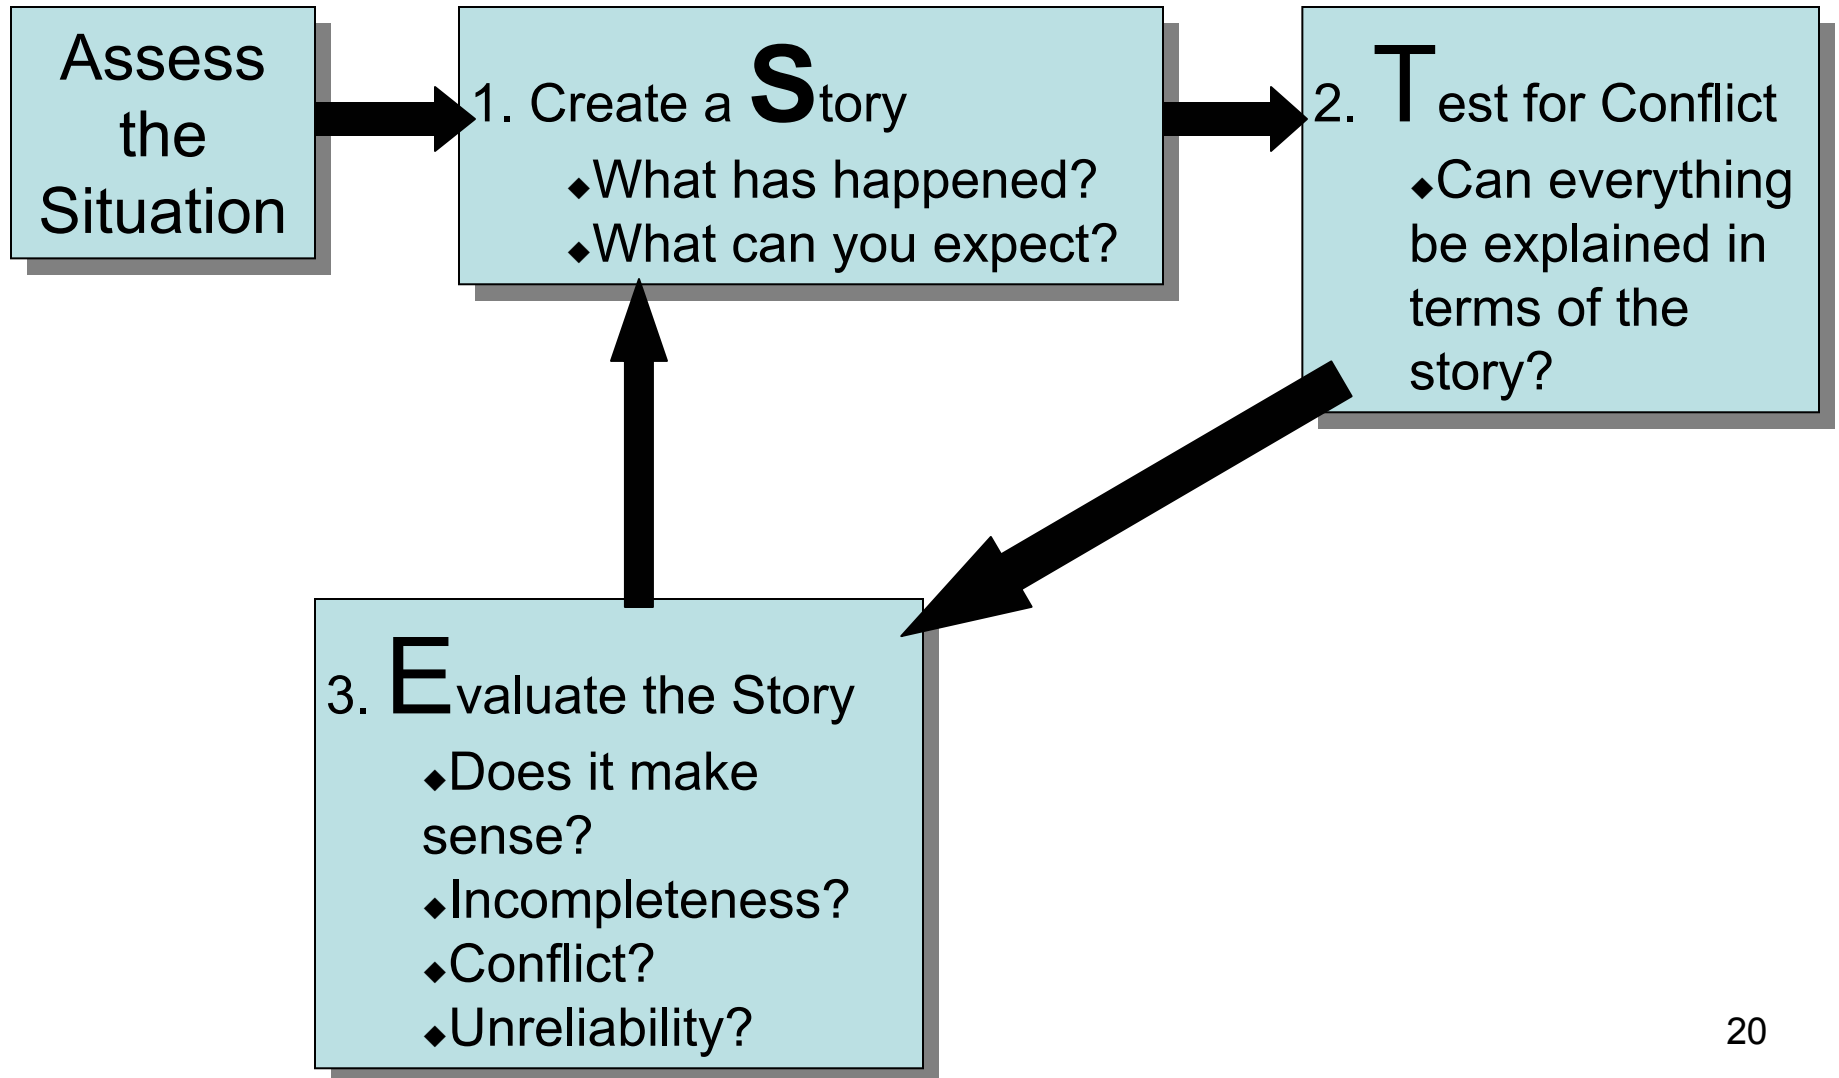 Assess
the
Situation
1. Create a Story
◆What has happened?
◆What can you expect?
2. Test for Conflict
◆Can everything
be explained in
terms of the
story?
3. Evaluate the Story
◆Does it make
sense?
◆Incompleteness?
◆Conflict?
◆Unreliability?
20